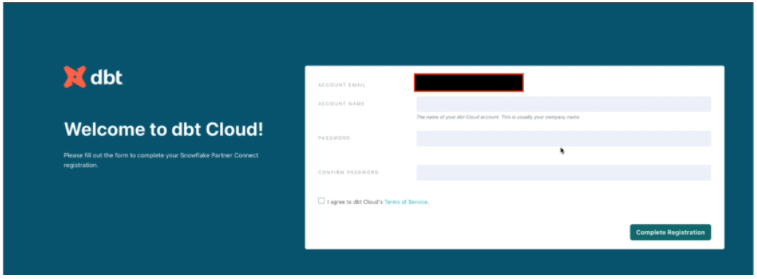 dbt
Welcome to dbt Cloud!
Please fill out the form to complete your Snowflake Partner Connect
registration.
ACCOUNT EMAIL
ACCOUNT NAME
The name of your dbt Cloud account. This is usually your company name.
PASSWORD
CONFIRM PASSWORD
I agree to dbt Cloud's Terms of Service.
Complete Registration